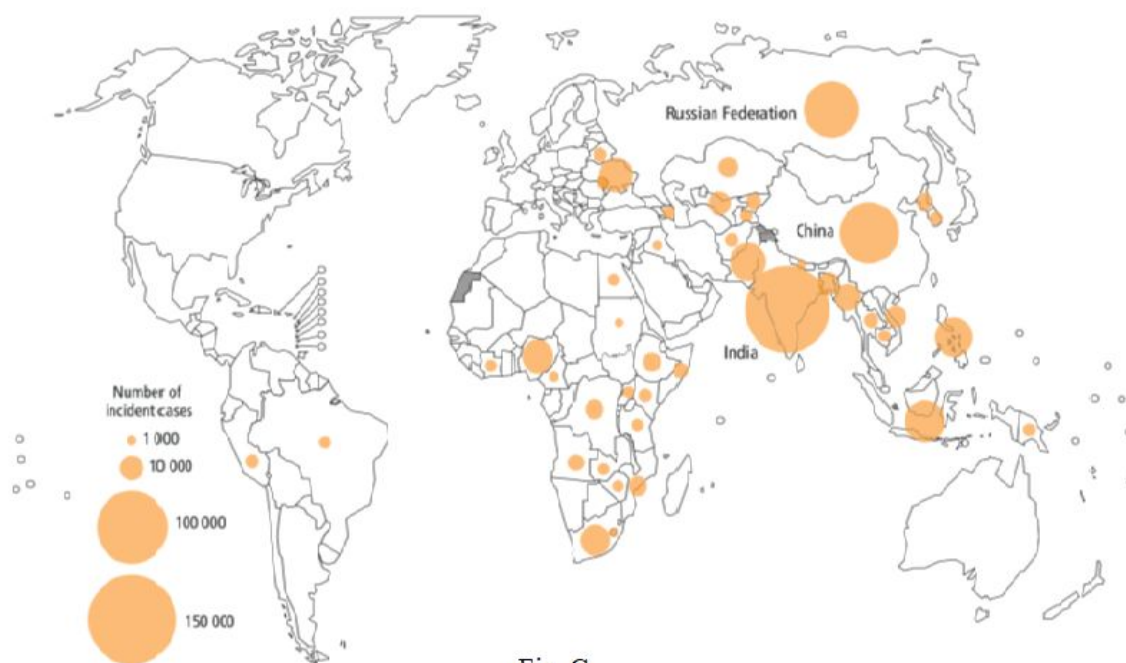 Russian Federation
China
India
Number of
incident cases
1 000
10 000
100 000
150 000